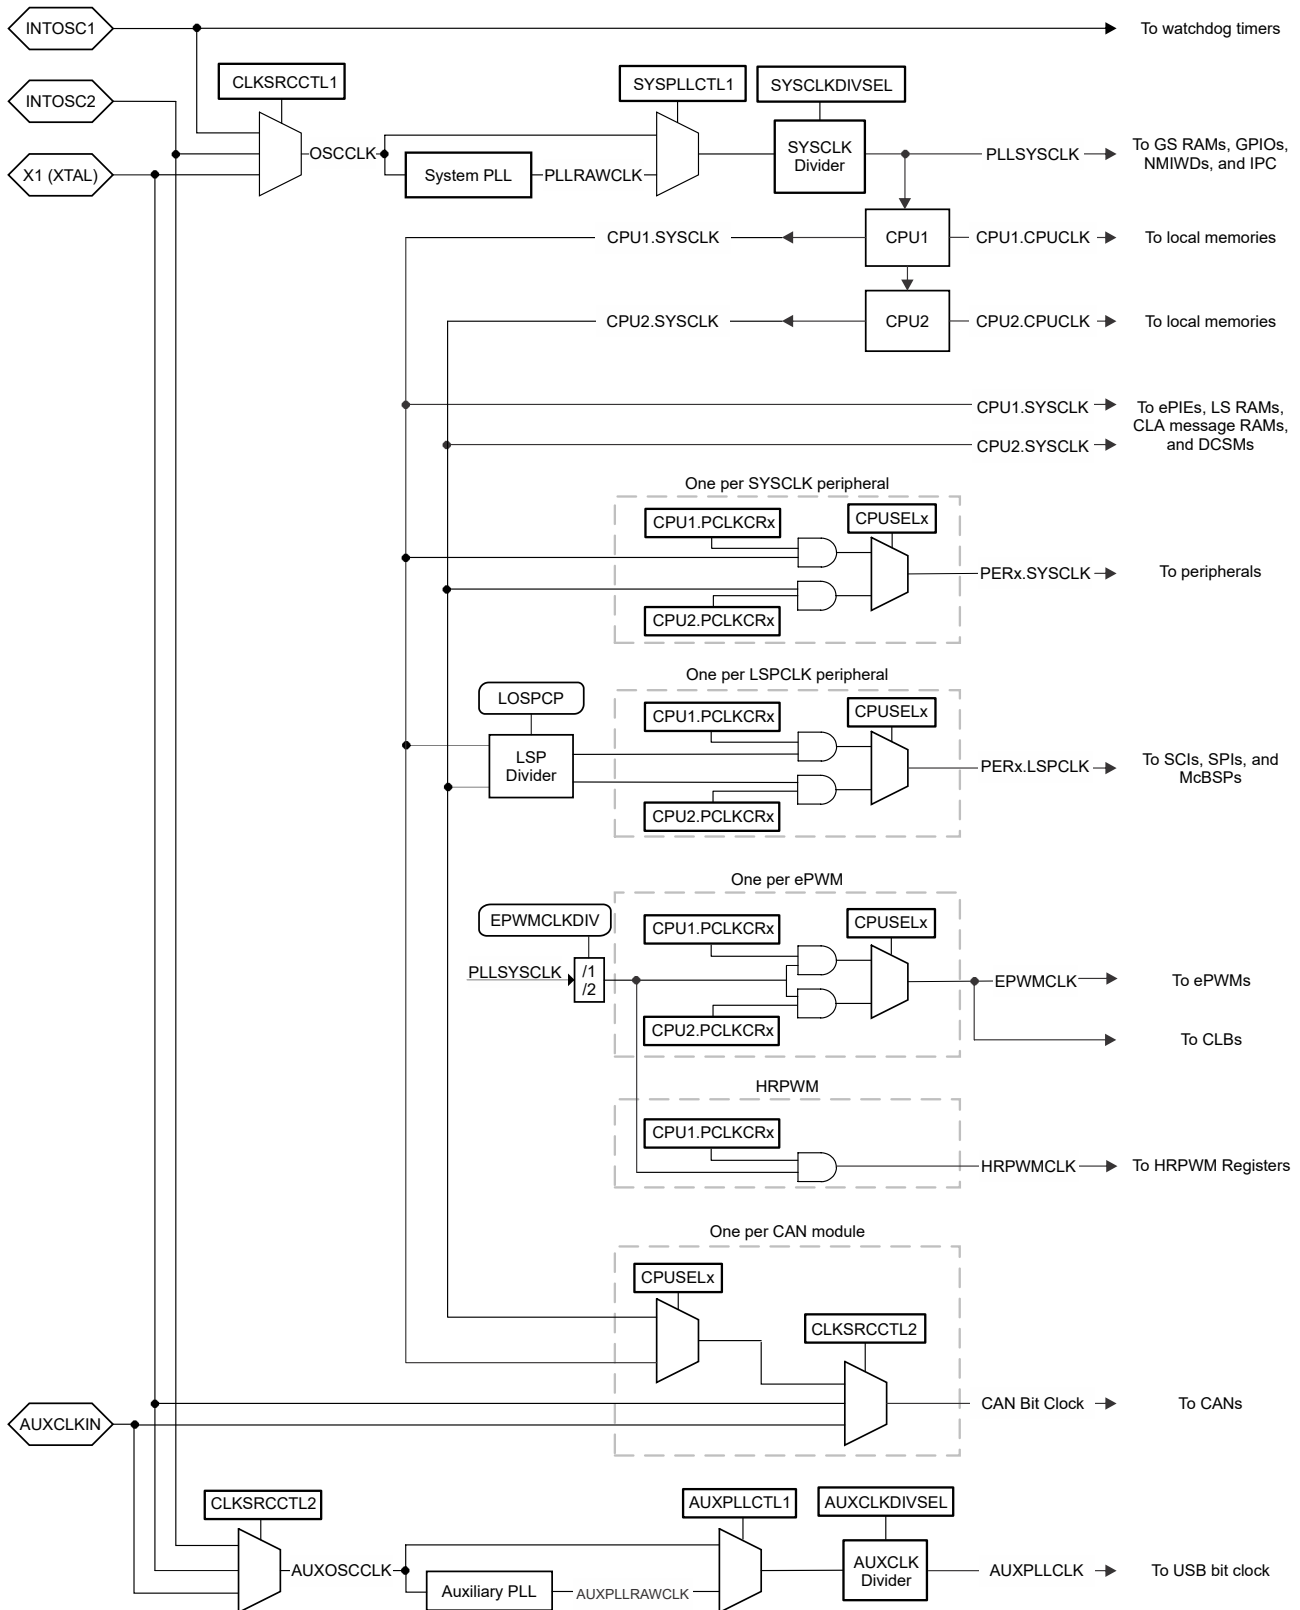 INTOSC1
To watchdog timers
CLKSRCCTL1
SYSPLLCTL1
SYSCLKDIVSEL
INTOSC2
OSCCLK
SYSCLK
Divider
PLLSYSCLK
To GS RAMs, GPIOs,
NMIWDs, and IPC
X1 (XTAL)
System PLL
PLLRAWCLK
CPU1.SYSCLK
CPU1
CPU1.CPUCLK
To local memories
CPU2.SYSCLK
CPU2
CPU2.CPUCLK
To local memories
CPU1.SYSCLK
CPU2.SYSCLK
To ePIEs, LS RAMs,
CLA message RAMs,
and DCSMs
One per SYSCLK peripheral
CPU1.PCLKCRx
CPUSELx
PERx.SYSCLK
To peripherals
CPU2.PCLKCRx
One per LSPCLK peripheral
LOSPCP
CPU1.PCLKCRx
CPUSELx
LSP
Divider
PERx.LSPCLK
To SCIs, SPIs, and
McBSPs
CPU2.PCLKCRx
One per ePWM
EPWMCLKDIV
CPU1.PCLKCRx
CPUSELx
PLLSYSCLK
/1
/2
EPWMCLK
To ePWMs
CPU2.PCLKCRx
To CLBs
HRPWM
CPU1.PCLKCRx
HRPWMCLK
To HRPWM Registers
One per CAN module
CPUSELx
CLKSRCCTL2
CAN Bit Clock
To CANs
AUXCLKIN
CLKSRCCTL2
AUXPLLCTL1
AUXCLKDIVSEL
AUXOSCCLK
Auxiliary PLL
AUXPLLRAWCLK
AUXCLK
Divider
AUXPLLCLK
To USB bit clock